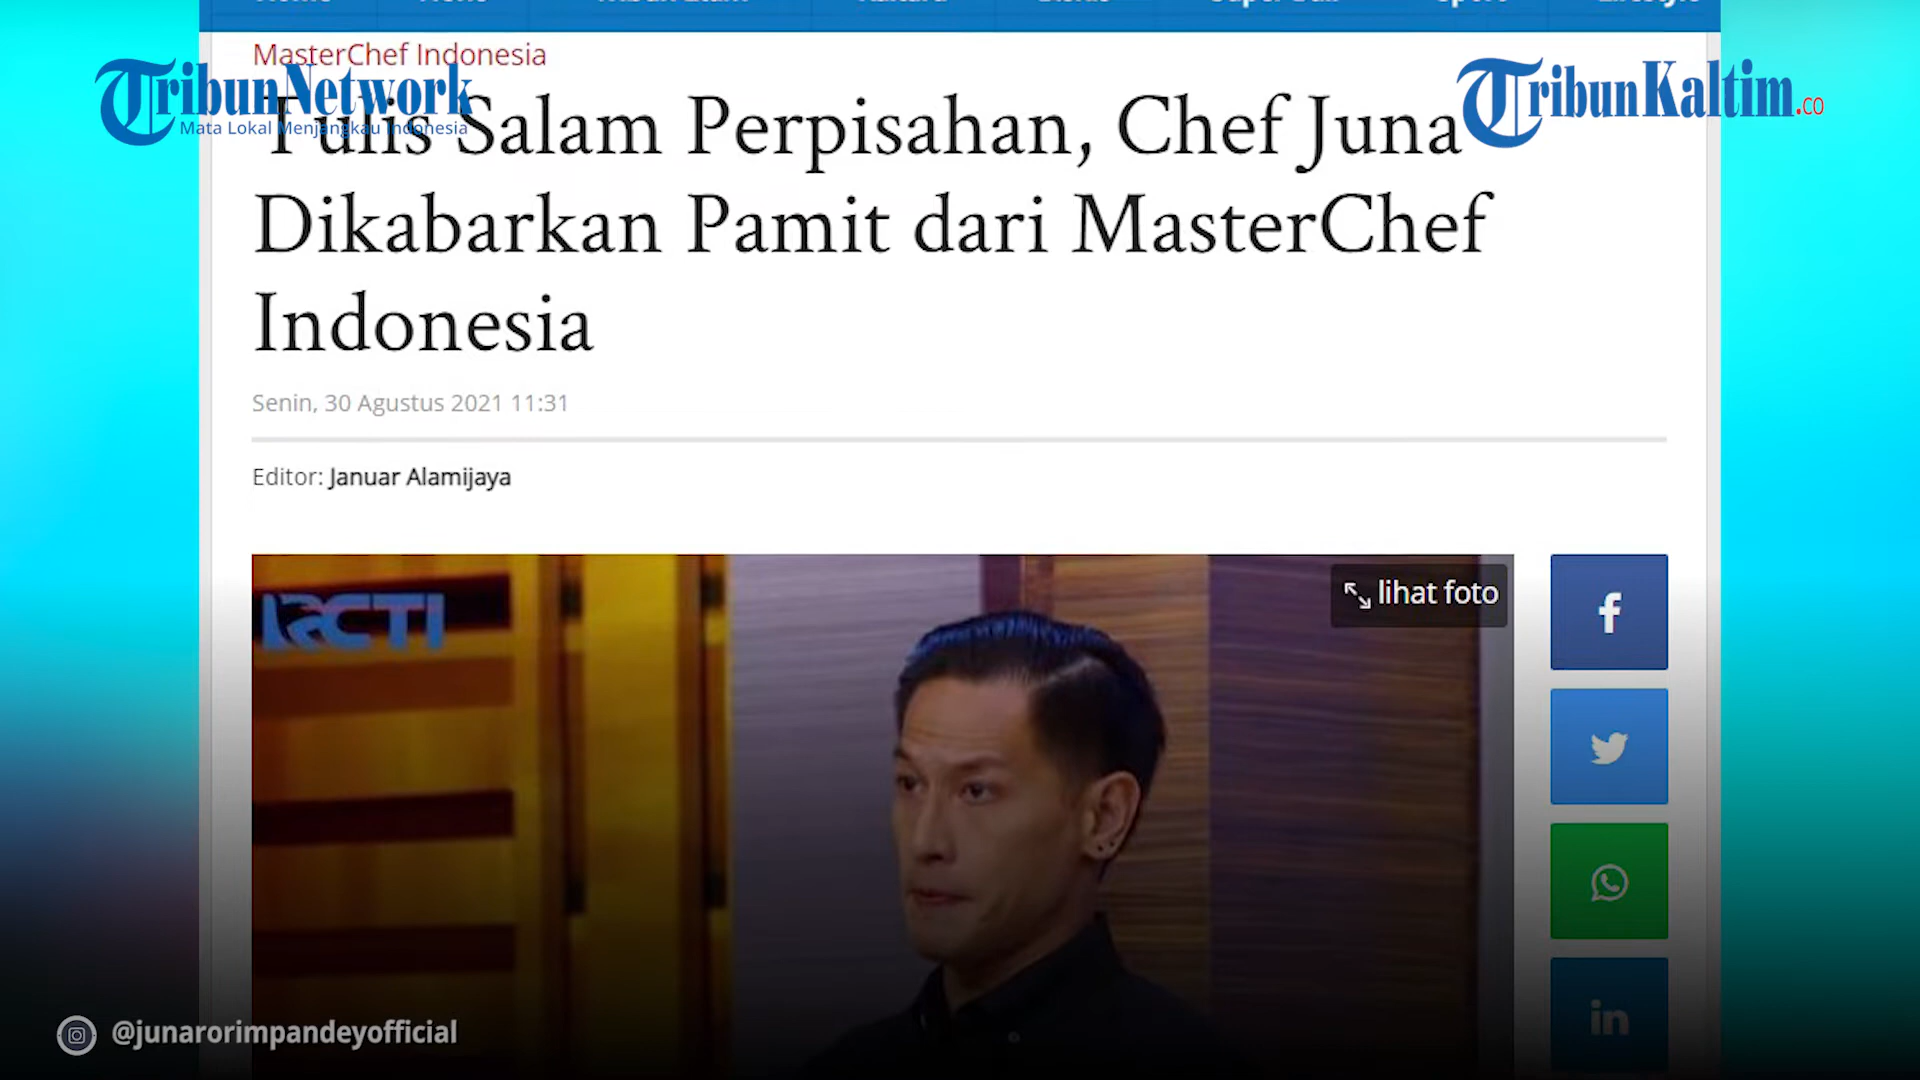 MasterChef Indonesia
TribunNetwork
Mata Lokal Menjangkau Indonesia
TribunKaltim.co
Tulis Salam Perpisahan, Chef Juna
Dikabarkan Pamit dari MasterChef
Indonesia
Senin, 30 Agustus 2021 11:31
Editor: Januar Alamijaya
RCTI
lihat foto
@junarorimpandeyofficial